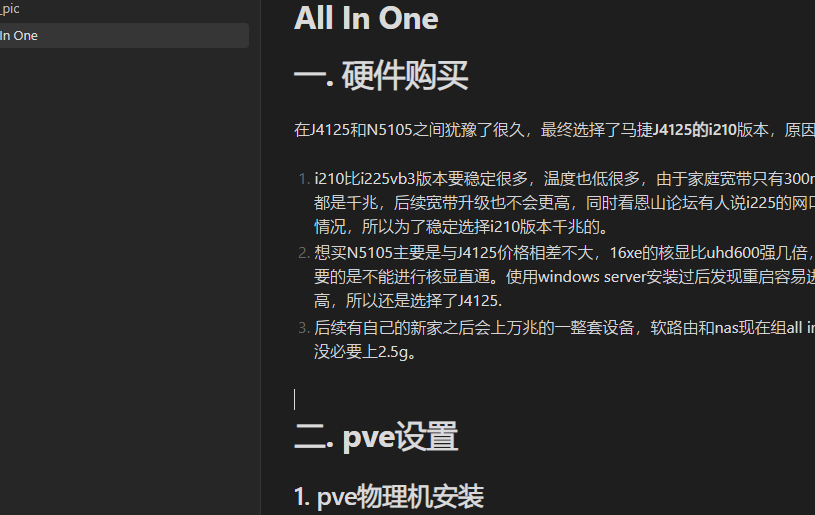 _pic
In One
All In One
一. 硬件购买
在J4125和N5105之间犹豫了很久，最终选择了马捷J4125的i210版本，原因
1. i210比i225vb3版本要稳定很多，温度也低很多，由于家庭宽带只有300m
都是千兆，后续宽带升级也不会更高，同时看恩山论坛有人说i225的网口
情况，所以为了稳定选择i210版本千兆的。
2. 想买N5105主要是与J4125价格相差不大，16xe的核显比uhd600强几倍，
要的是不能进行核显直通。使用windows server安装过后发现重启容易进
高，所以还是选择了J4125.
3. 后续有自己的新家之后会上万兆的一整套设备，软路由和nas现在组all in
没必要上2.5g。
二. pve设置
1. pve物理机安装